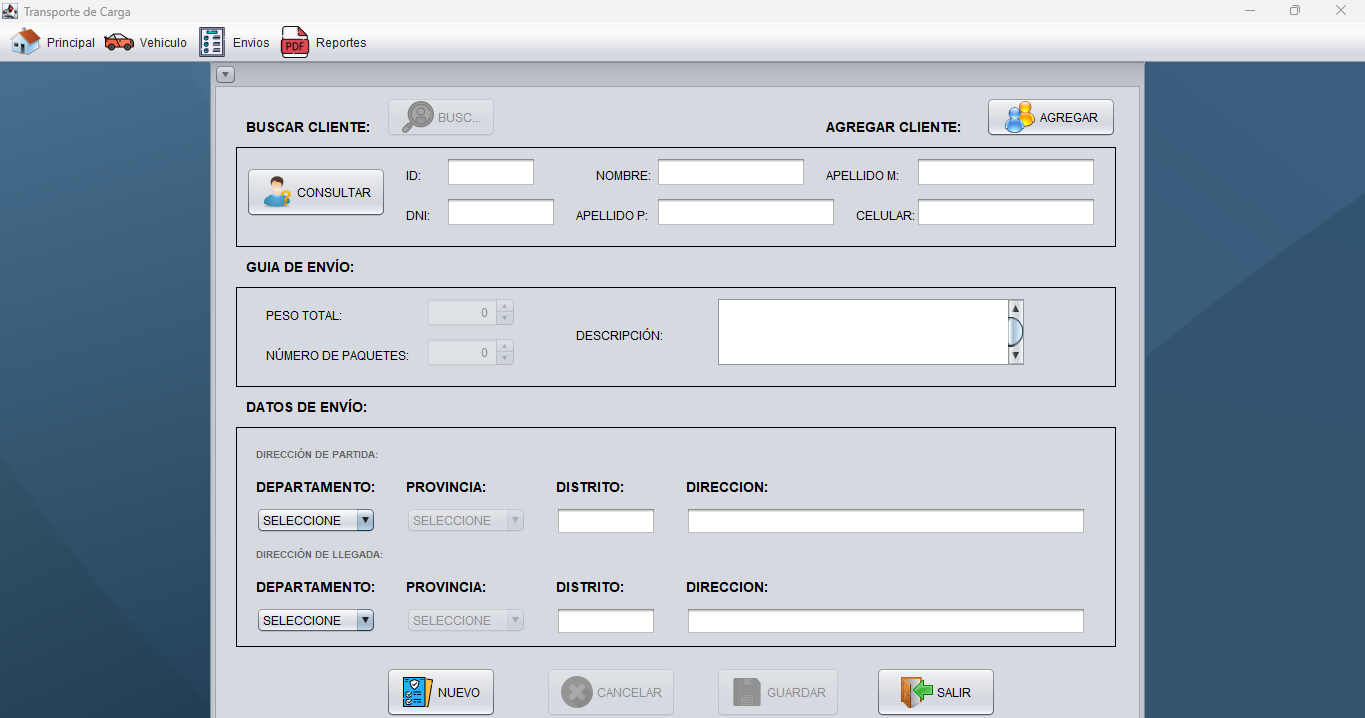 Transporte de Carga
Principal Vehiculo Envios PDF Reportes
BUSCAR CLIENTE: BUSC... AGREGAR CLIENTE: AGREGAR
CONSULTAR ID: NOMBRE: APELLIDO M:
DNI: APELLIDO P: CELULAR:
GUIA DE ENVÍO:
PESO TOTAL: 0
DESCRIPCIÓN:
NÚMERO DE PAQUETES: 0
DATOS DE ENVÍO:
DIRECCIÓN DE PARTIDA:
DEPARTAMENTO: PROVINCIA: DISTRITO: DIRECCION:
SELECCIONE SELECCIONE
DIRECCIÓN DE LLEGADA:
DEPARTAMENTO: PROVINCIA: DISTRITO: DIRECCION:
SELECCIONE SELECCIONE
NUEVO CANCELAR GUARDAR SALIR